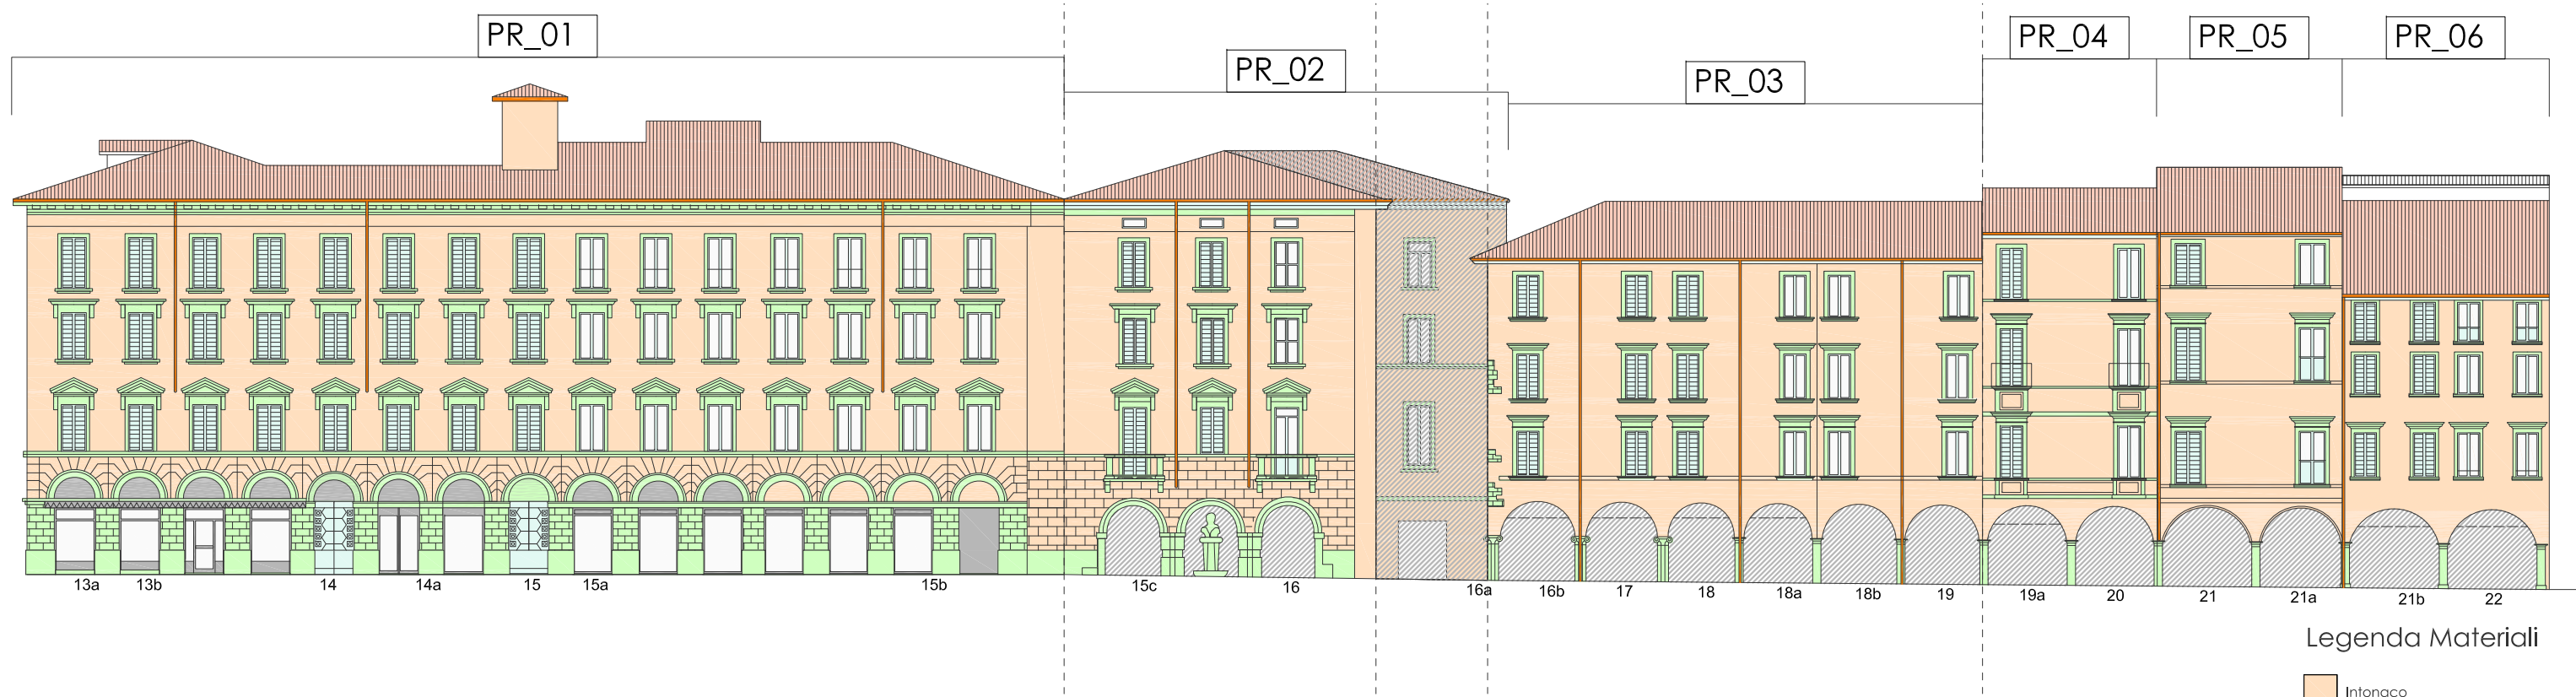 PR_01
PR_02
PR_03
PR_04
PR_05
PR_06
13a 13b 14 14a 15 15a 15b 15c 16 16a 16b 17 18 18a 18b 19 19a 20 21 21a 21b 22
Legenda Materiali
Intonaco